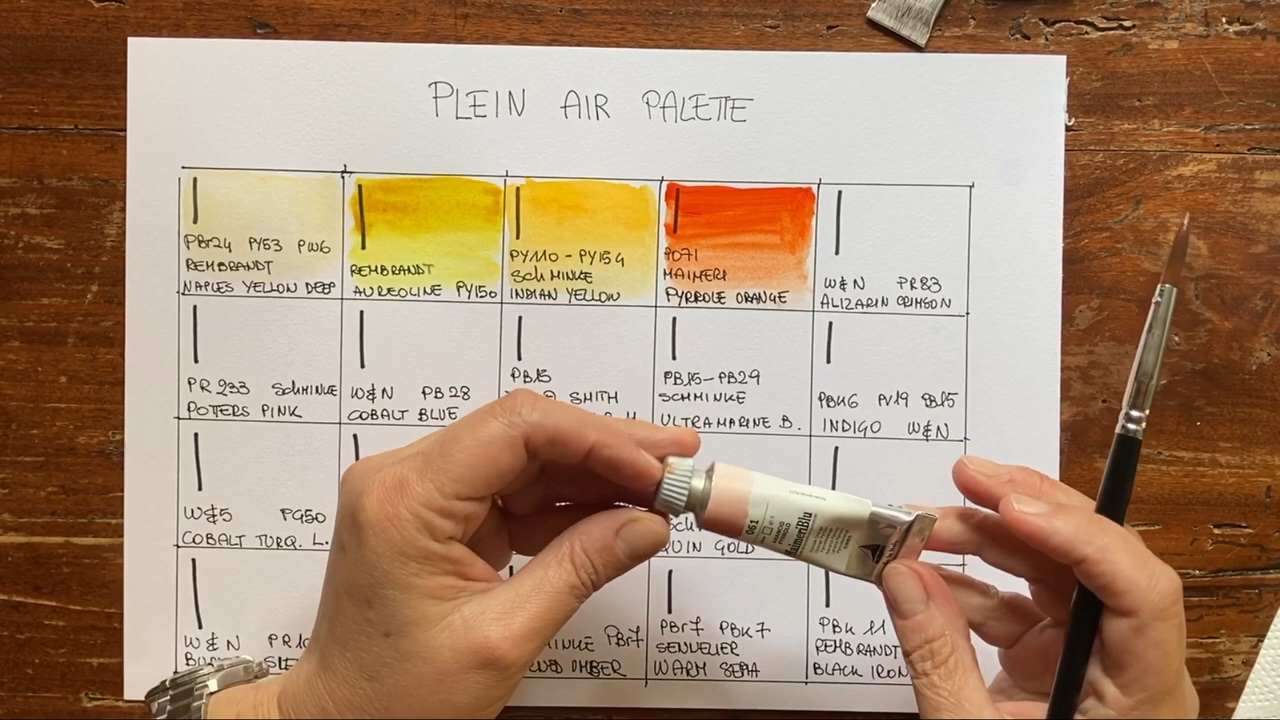 PLEIN AIR PALETTE
PBr24 PY53 PW6
REMBRANDT
NAPLES YELLOW DEEP
REMBRANDT
AUREOLINE PY150
PY110 - PY154
SCHMINKE
INDIAN YELLOW
PO71
MAIMERI
PYRROLE ORANGE
W&N PR83
ALIZARIN CRIMSON
PR233 SCHMINKE
POTTERS PINK
W&N PB28
COBALT BLUE
PB15
SMITH
PB15-PB29
SCHMINKE
ULTRAMARINE B.
PBK6 PV19 PB15
INDIGO W&N
W&S PG50
COBALT TURQ. L.
QUIN GOLD
061
MaimeriBlu
W&N
PBr7
UMBER
PBr7 PBK7
SENNELIER
WARM SEPIA
PBK 11
REMBRANDT
BLACK IRON